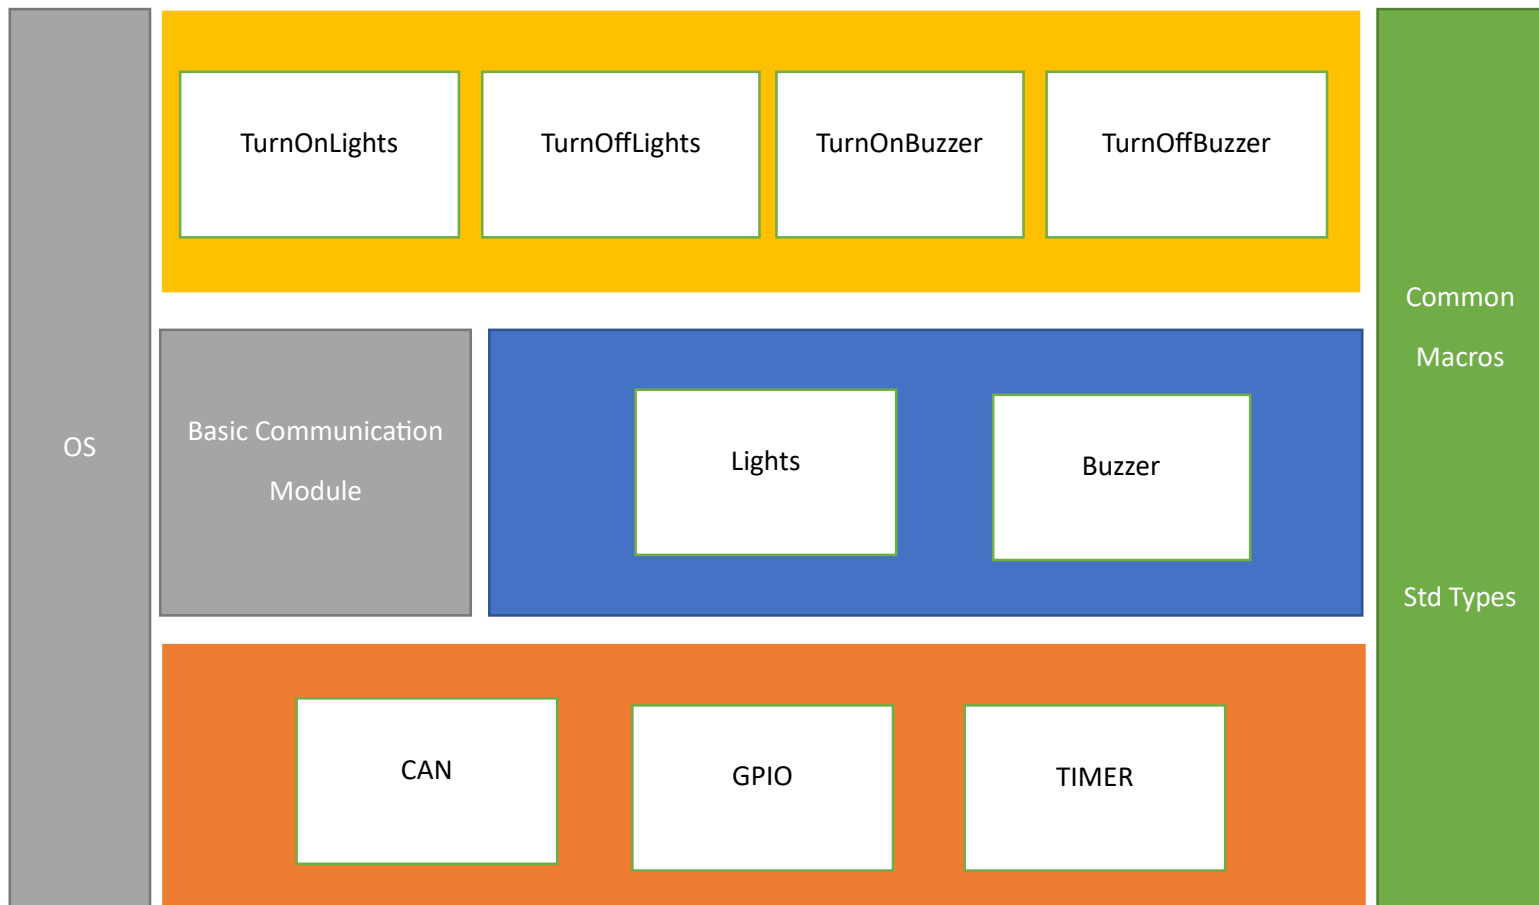 TurnOnLights
TurnOffLights
TurnOnBuzzer
TurnOffBuzzer
OS
Basic Communication
Module
Lights
Buzzer
Common
Macros
Std Types
CAN
GPIO
TIMER